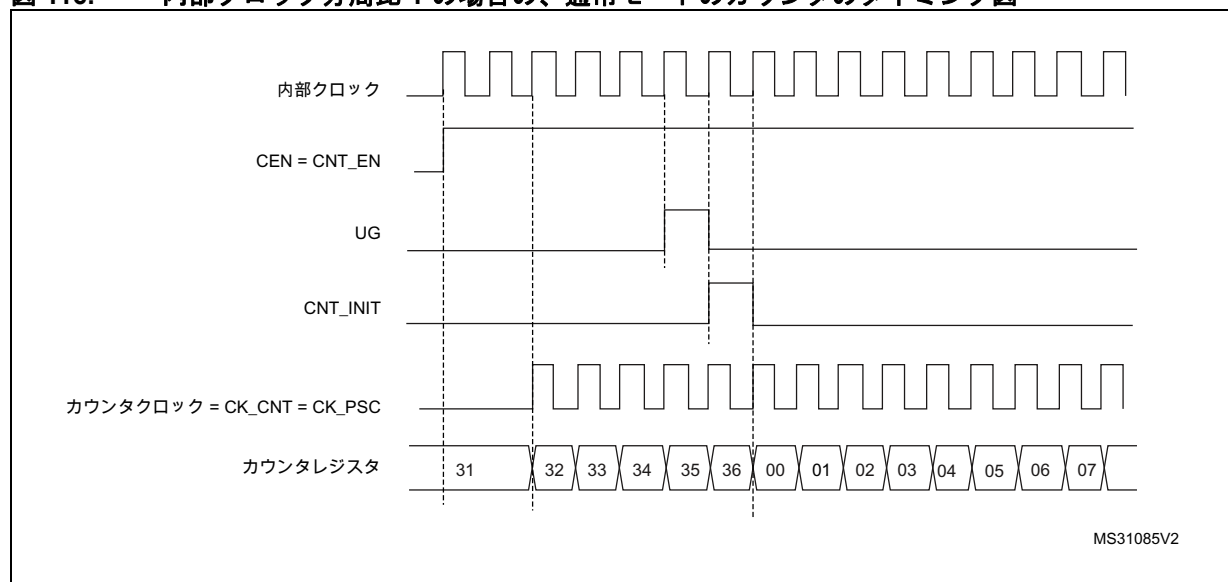 内部クロック
CEN = CNT_EN
UG
CNT_INIT
カウンタクロック = CK_CNT = CK_PSC
カウンタレジスタ
31 32 33 34 35 36 00 01 02 03 04 05 06 07
MS31085V2